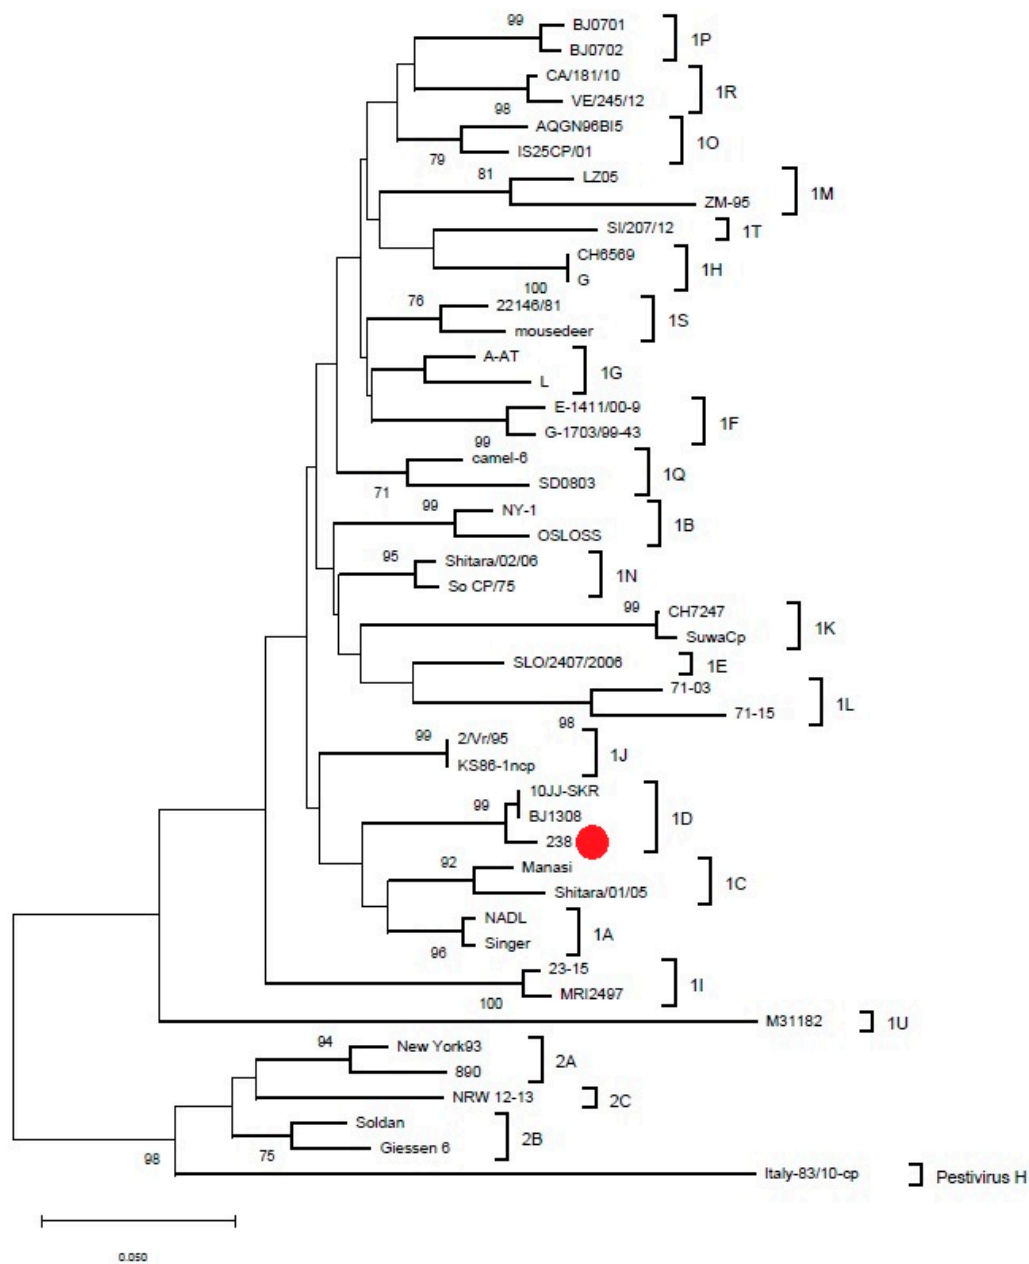 99
BJ0701
1P
BJ0702
CA/181/10
1R
VE/245/12
98
AQGN96BI5
1O
IS25CP/01
79
81
LZ05
1M
ZM-95
SI/207/12
1T
CH6569
1H
G
100
76
22146/81
1S
mousedeer
A-AT
1G
L
E-1411/00-9
1F
G-1703/99-43
99
camel-6
1Q
SD0803
71
99
NY-1
1B
OSLOSS
95
Shitara/02/06
1N
So CP/75
99
CH7247
1K
SuwaCp
SLO/2407/2006
1E
71-03
1L
71-15
98
99
2/Vr/95
1J
KS86-1ncp
10JJ-SKR
99
BJ1308
1D
238
92
Manasi
1C
Shitara/01/05
NADL
1A
Singer
96
23-15
1I
MRI2497
100
M31182
1U
94
New York93
2A
890
NRW 12-13
2C
Soldan
2B
Giessen 6
75
98
Italy-83/10-cp
Pestivirus H
0.050